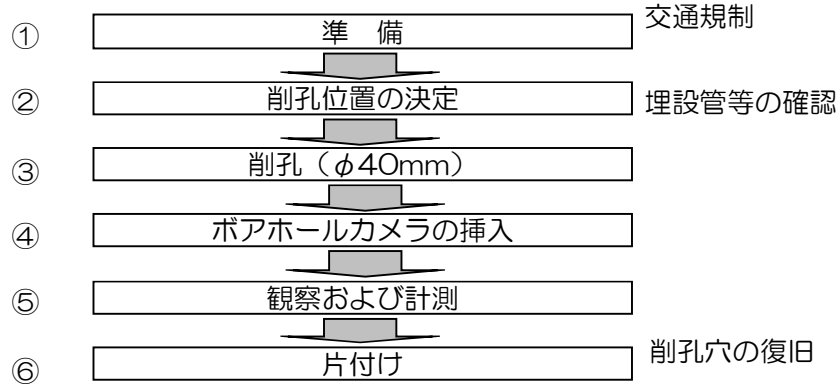 ① 準　備 交通規制
② 削孔位置の決定 埋設管等の確認
③ 削孔（φ40mm）
④ ボアホールカメラの挿入
⑤ 観察および計測
⑥ 片付け 削孔穴の復旧